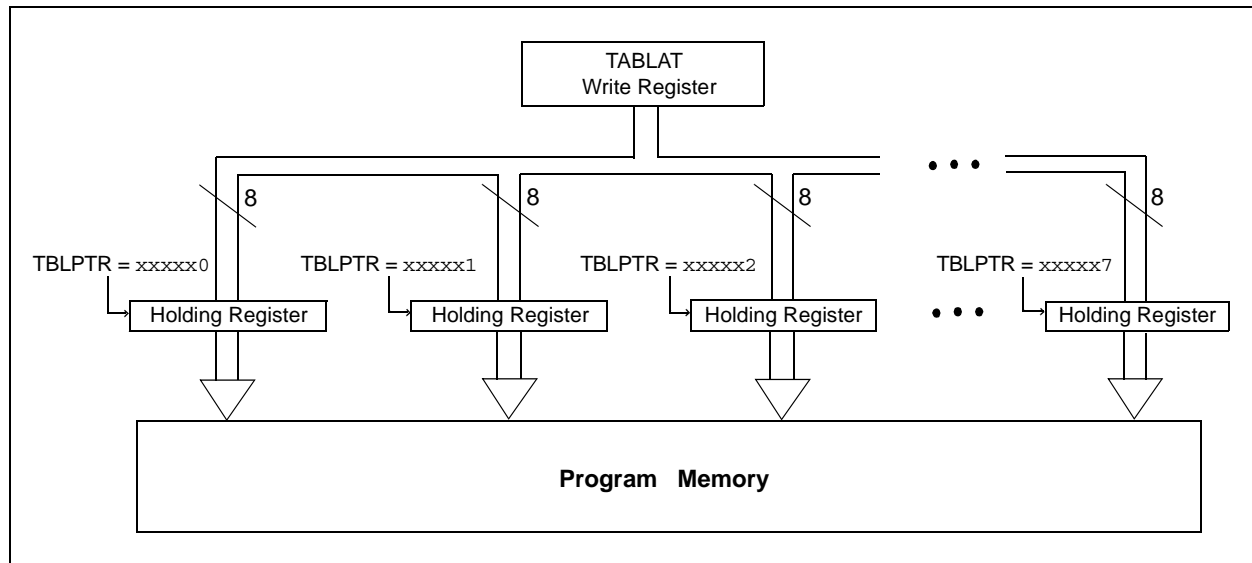 TABLAT
Write Register
8 8 8 8
TBLPTR = xxxxx0 TBLPTR = xxxxx1 TBLPTR = xxxxx2 TBLPTR = xxxxx7
Holding Register Holding Register Holding Register Holding Register
Program Memory